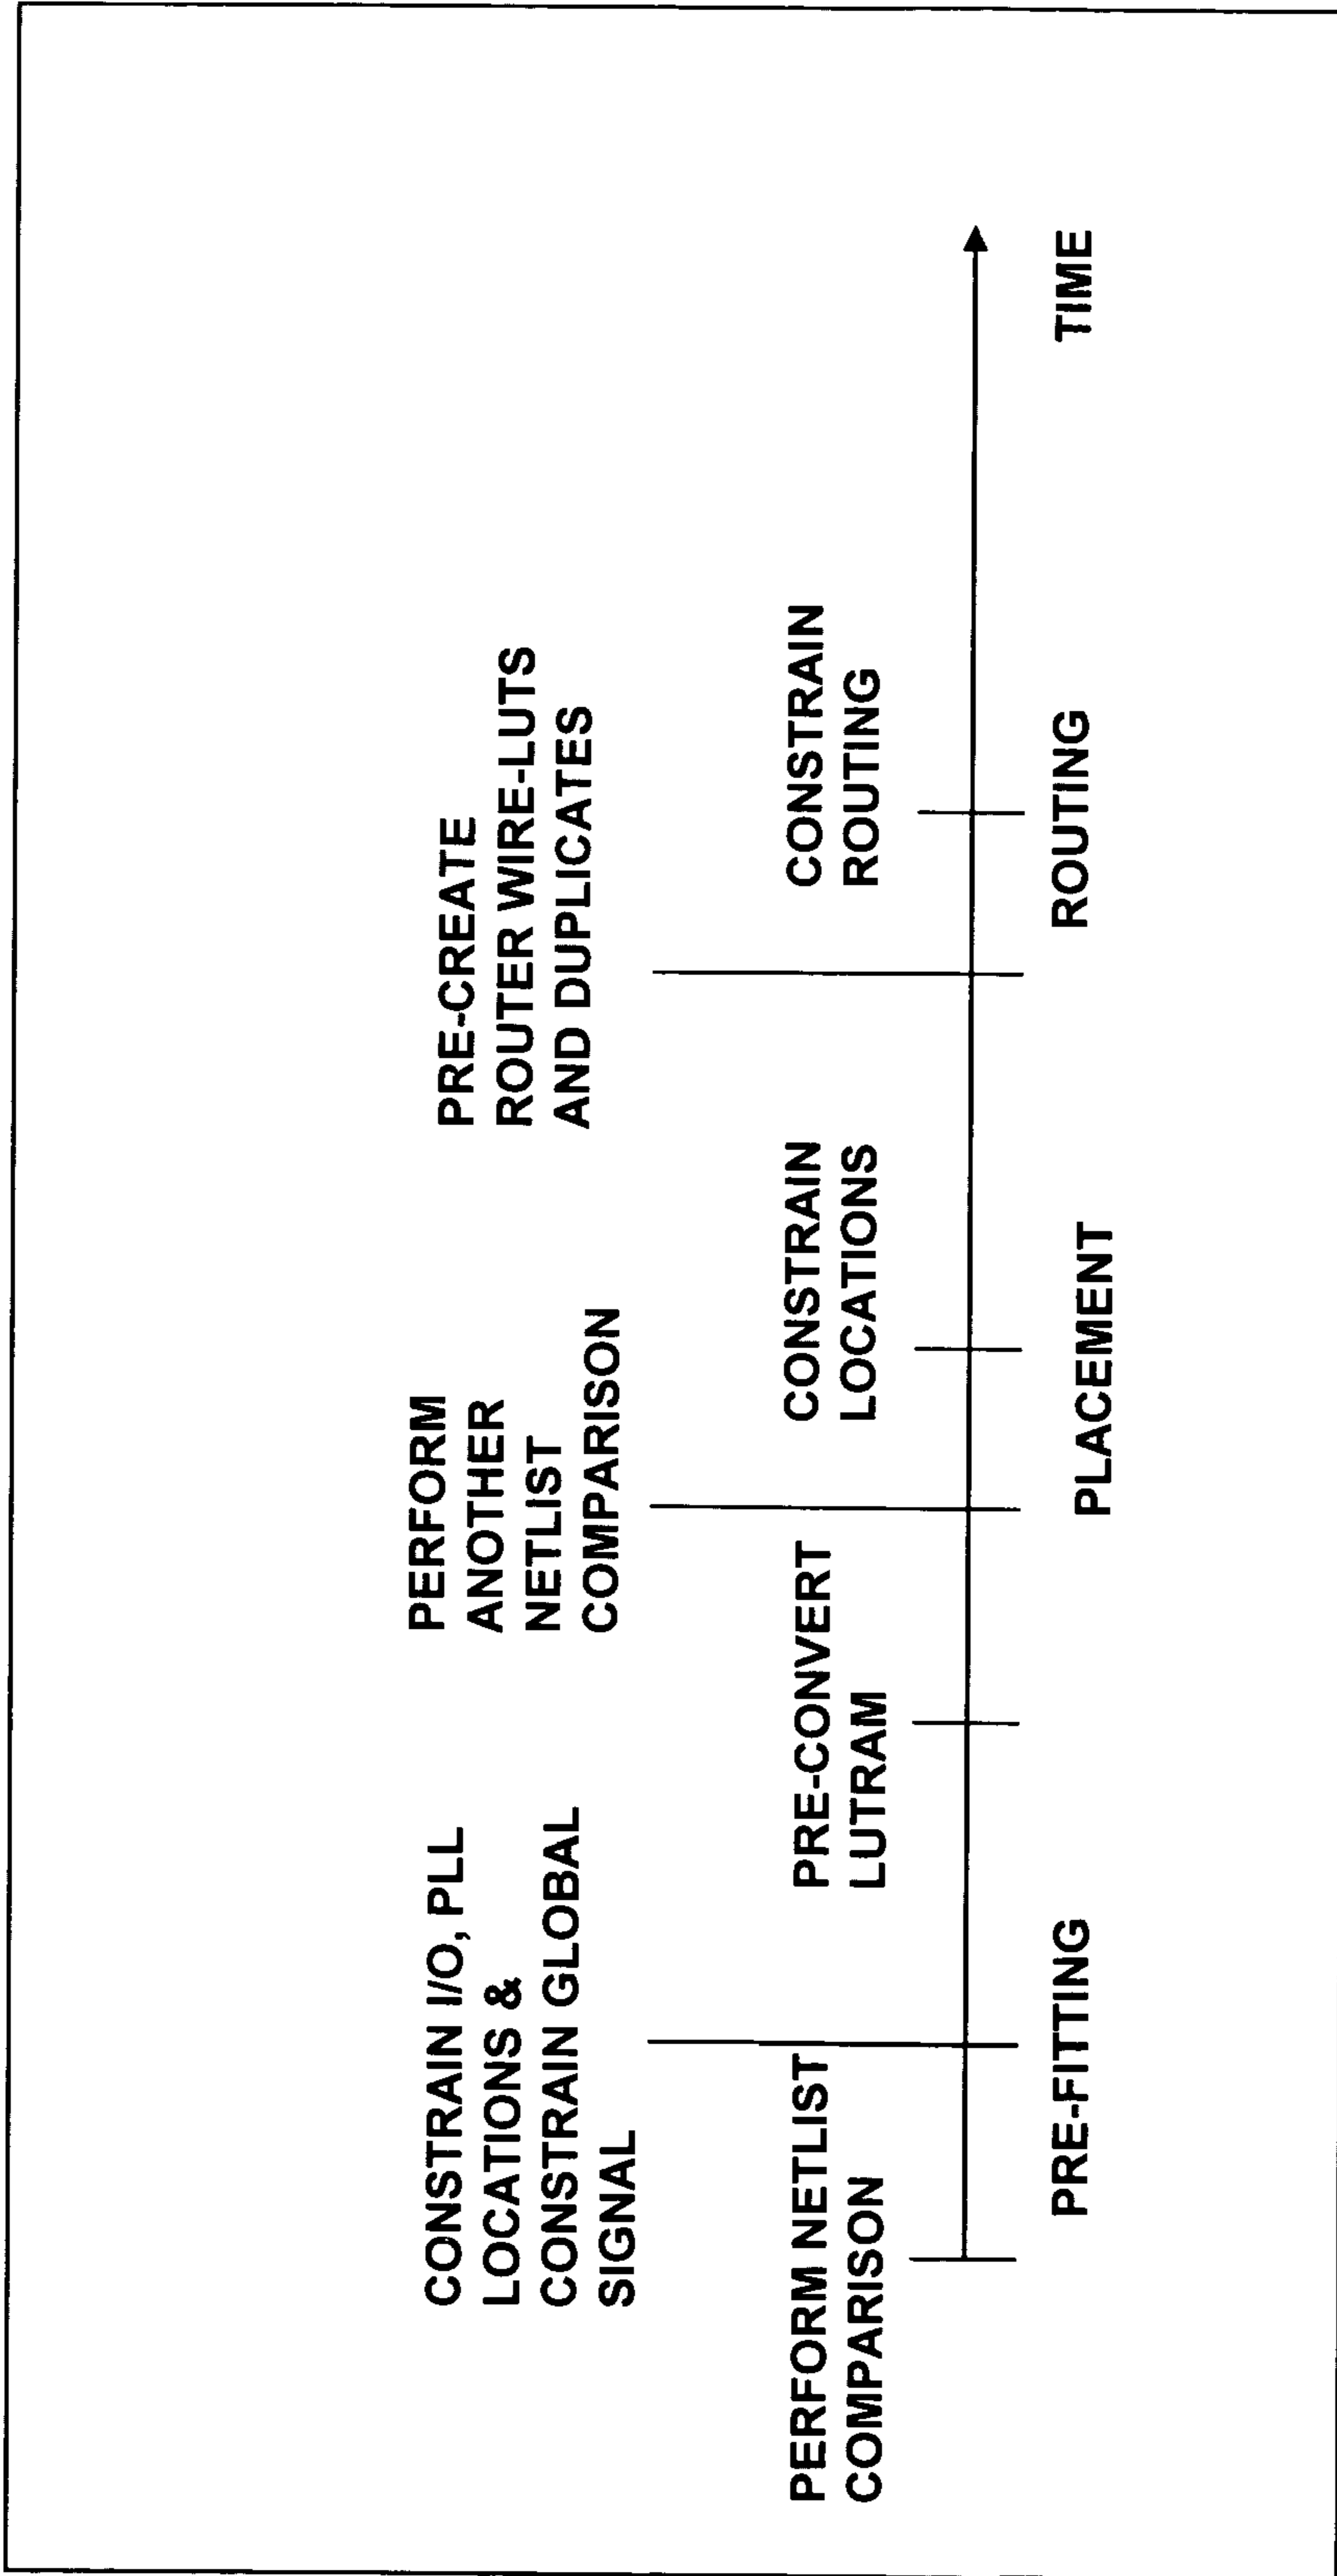 CONSTRAIN I/O, PLL
LOCATIONS &
CONSTRAIN GLOBAL
SIGNAL
PERFORM
ANOTHER
NETLIST
COMPARISON
PRE-CREATE
ROUTER WIRE-LUTS
AND DUPLICATES
PERFORM NETLIST
COMPARISON
PRE-CONVERT
LUTRAM
CONSTRAIN
LOCATIONS
CONSTRAIN
ROUTING
PRE-FITTING
PLACEMENT
ROUTING
TIME